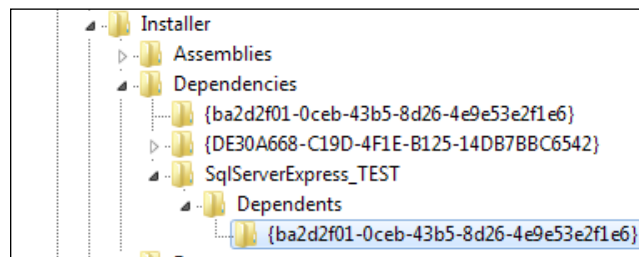 Installer
Assemblies
Dependencies
{ba2d2f01-0ceb-43b5-8d26-4e9e53e2f1e6}
{DE30A668-C19D-4F1E-B125-14DB7BBC6542}
SqlServerExpress_TEST
Dependents
{ba2d2f01-0ceb-43b5-8d26-4e9e53e2f1e6}